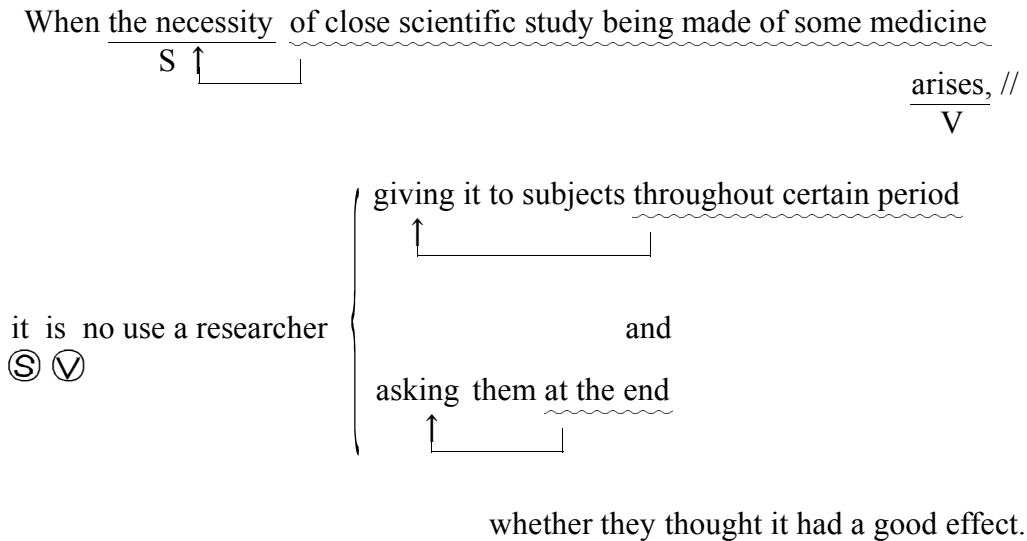 When the necessity of close scientific study being made of some medicine
S
arises, //
V
giving it to subjects throughout certain period
it is no use a researcher
and
Ⓢ Ⓥ
asking them at the end
whether they thought it had a good effect.